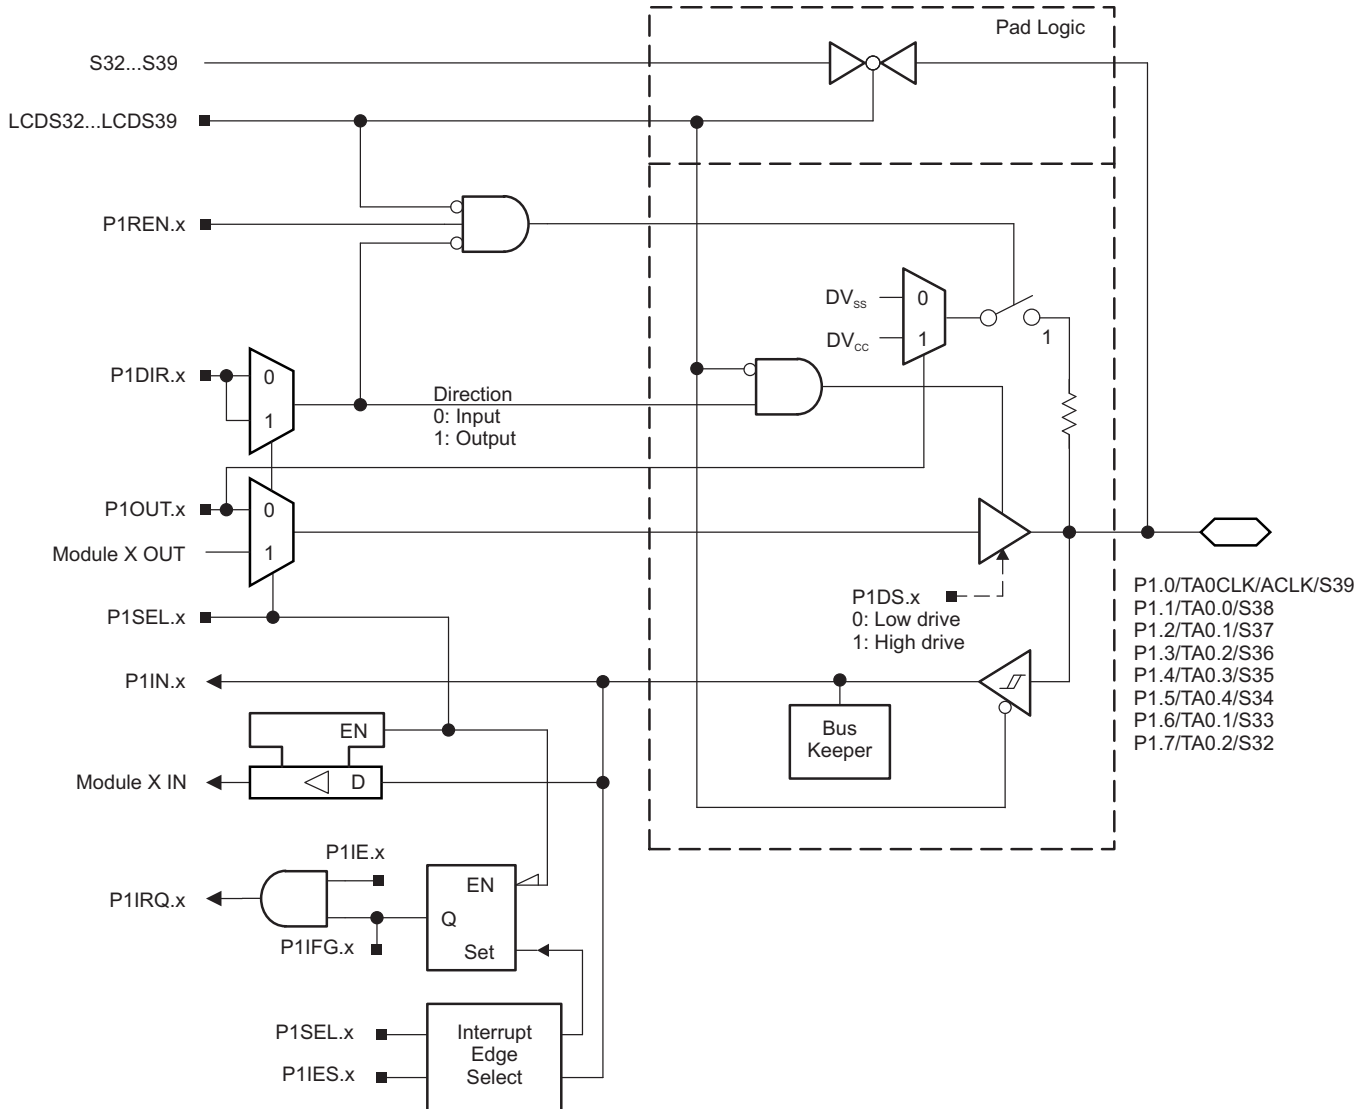 Pad Logic
S32...S39
LCDS32...LCDS39
P1REN.x
DVSS
0
DVCC
1
1
P1DIR.x
0
1
Direction
0: Input
1: Output
P1OUT.x
0
Module X OUT
1
P1DS.x
0: Low drive
1: High drive
P1SEL.x
P1.0/TA0CLK/ACLK/S39
P1.1/TA0.0/S38
P1.2/TA0.1/S37
P1.3/TA0.2/S36
P1.4/TA0.3/S35
P1.5/TA0.4/S34
P1.6/TA0.1/S33
P1.7/TA0.2/S32
P1IN.x
Bus
Keeper
EN
Module X IN
D
P1IE.x
P1IRQ.x
EN
Q
P1IFG.x
Set
P1SEL.x
P1IES.x
Interrupt
Edge
Select